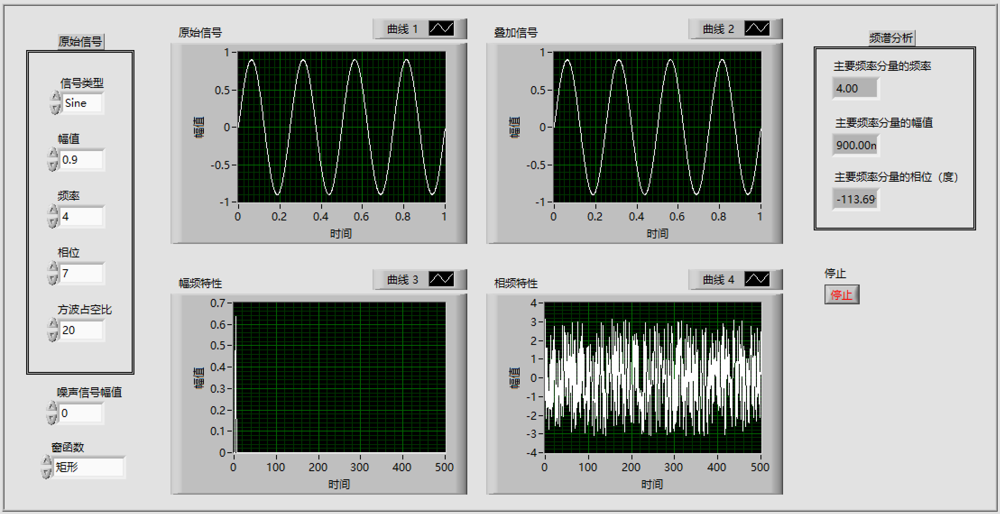 原始信号
信号类型
Sine
幅值
0.9
频率
4
相位
7
方波占空比
20
噪声信号幅值
0
窗函数
矩形
原始信号
曲线 1
幅值
1
0.5
0
-0.5
-1
0 0.2 0.4 0.6 0.8 1
时间
叠加信号
曲线 2
幅值
1
0.5
0
-0.5
-1
0 0.2 0.4 0.6 0.8 1
时间
幅频特性
曲线 3
幅值
0.7
0.6
0.5
0.4
0.3
0.2
0.1
0
0 100 200 300 400 500
时间
相频特性
曲线 4
幅值
4
3
2
1
0
-1
-2
-3
-4
0 100 200 300 400 500
时间
频谱分析
主要频率分量的频率
4.00
主要频率分量的幅值
900.00n
主要频率分量的相位（度）
-113.69
停止
停止